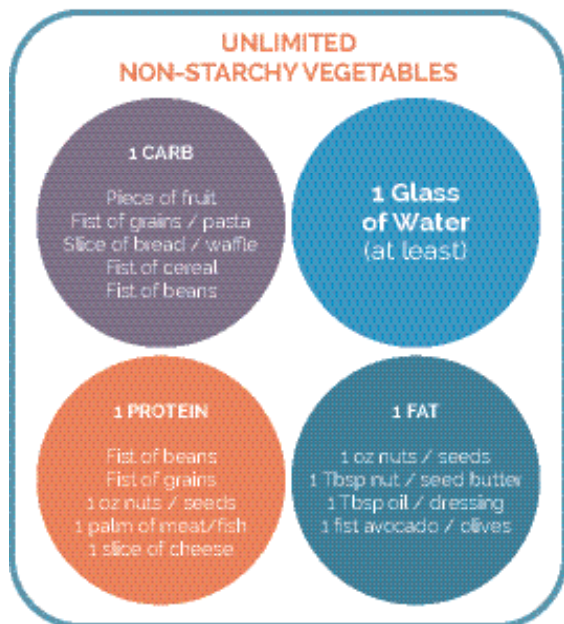 UNLIMITED
NON-STARCHY VEGETABLES
1 CARB
Piece of fruit
Fist of grains / pasta
Slice of bread / waffle
Fist of cereal
Fist of beans
1 Glass
of Water
(at least)
1 PROTEIN
Fist of beans
Fist of grains
1 oz nuts / seeds
1 palm of meat/fish
1 slice of cheese
1 FAT
1 oz nuts / seeds
1 Tbsp nut / seed butter
1 Tbsp oil / dressing
1 fist avocado / olives